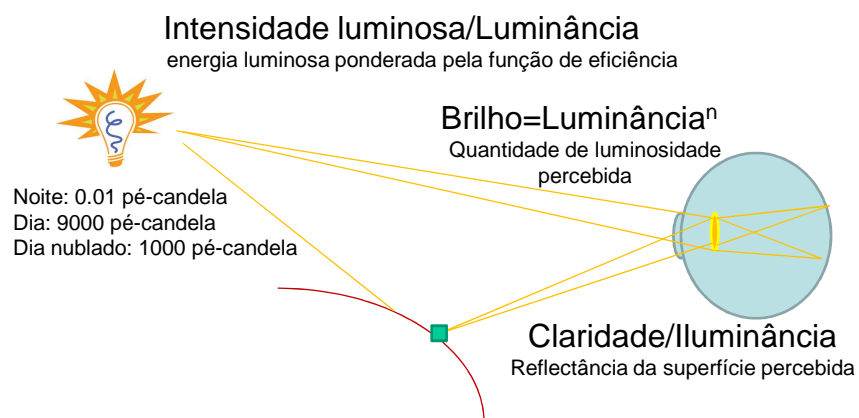 Intensidade luminosa/Luminância
energia luminosa ponderada pela função de eficiência
Brilho=Luminânciaⁿ
Quantidade de luminosidade
percebida
Noite: 0.01 pé-candela
Dia: 9000 pé-candela
Dia nublado: 1000 pé-candela
Claridade/Iluminância
Reflectância da superfície percebida